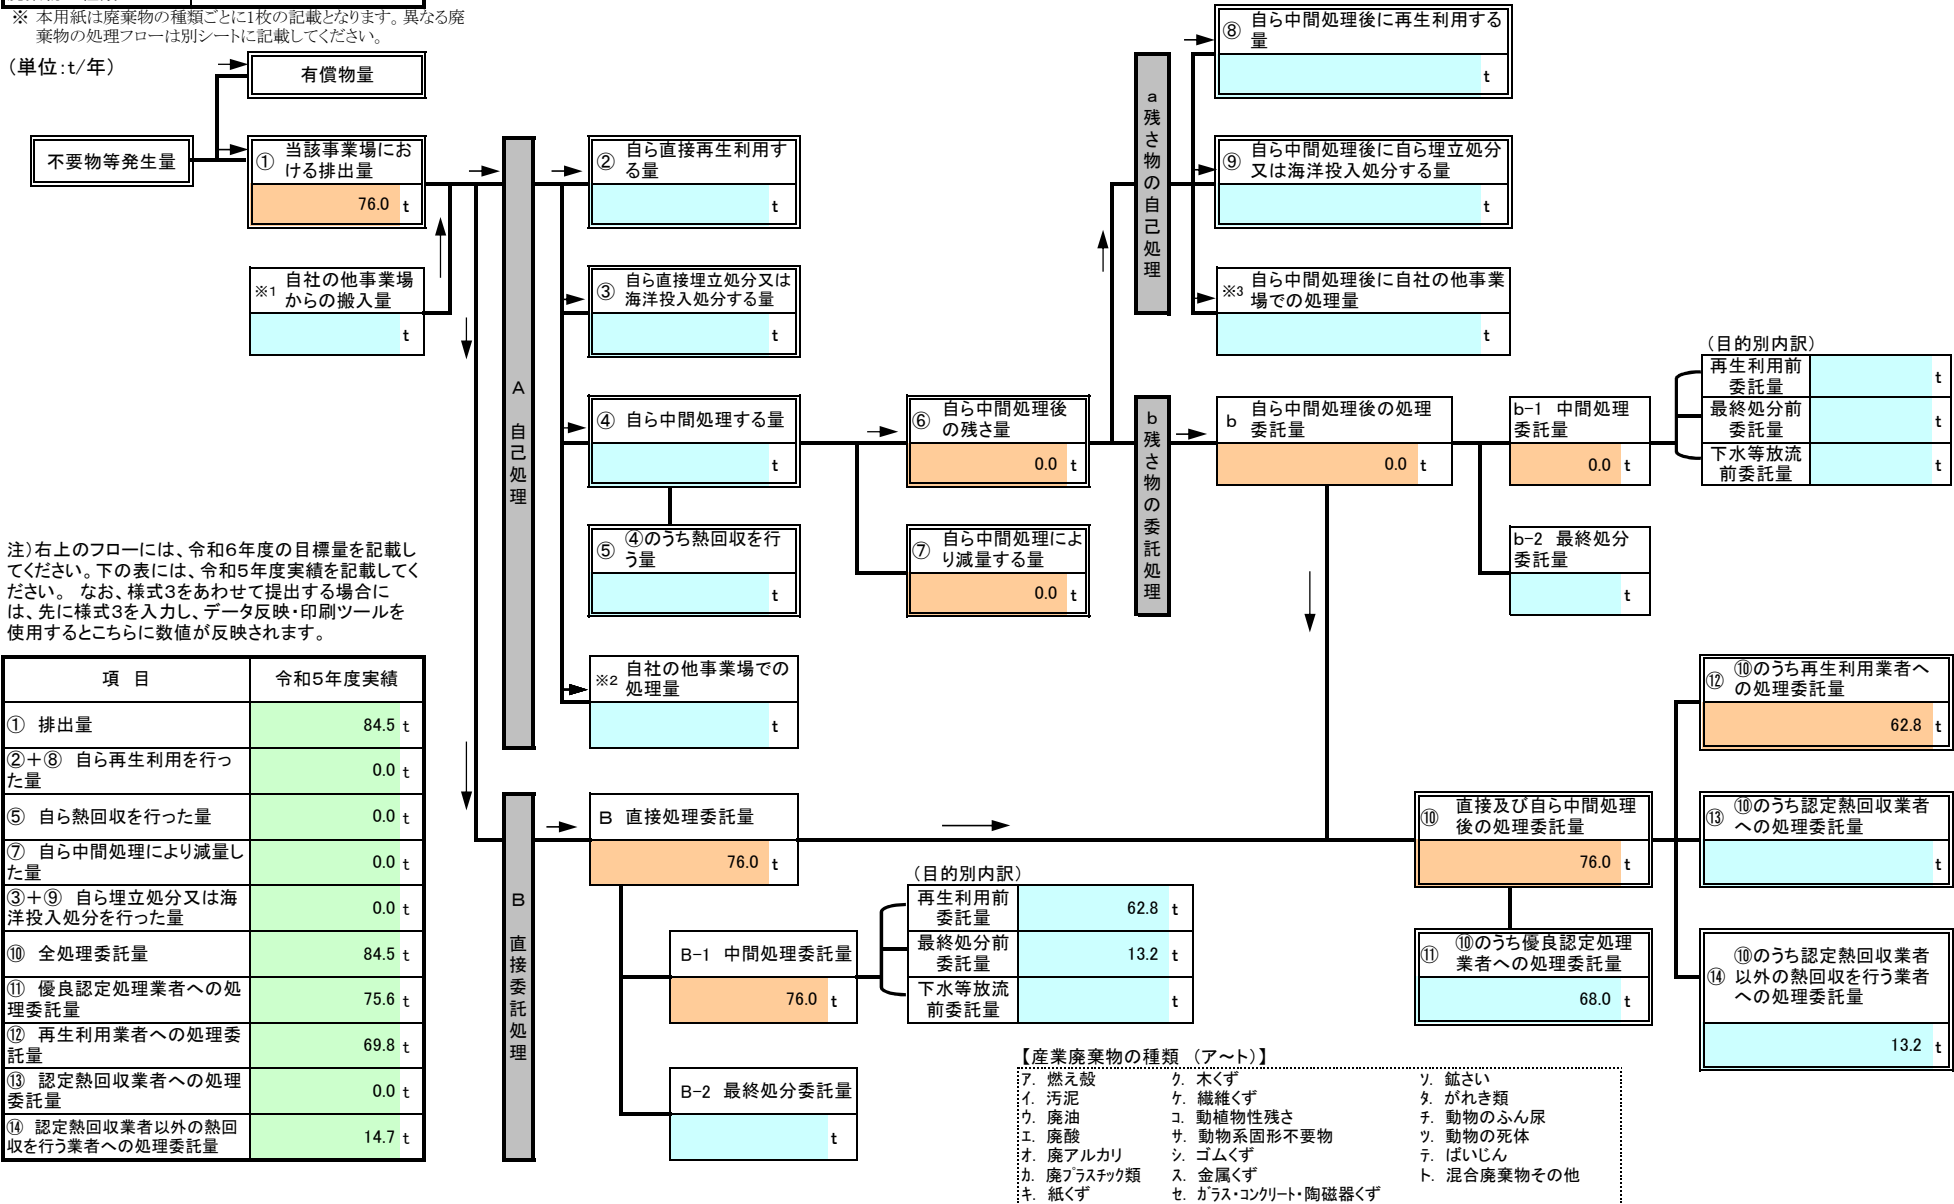 ※ 本用紙は廃棄物の種類ごとに1枚の記載となります。異なる廃
棄物の処理フローは別シートに記載してください。
(単位:t/年)
有償物量
不要物等発生量
① 当該事業場にお
ける排出量
76.0 t
※1 自社の他事業場
からの搬入量
t
A 自己処理
② 自ら直接再生利用す
る量
t
③ 自ら直接埋立処分又は
海洋投入処分する量
t
④ 自ら中間処理する量
t
⑤ ④のうち熱回収を行
う量
t
※2 自社の他事業場での
処理量
t
⑥ 自ら中間処理後
の残さ量
0.0 t
⑦ 自ら中間処理によ
り減量する量
0.0 t
a残さ物の自己処理
⑧ 自ら中間処理後に再生利用する
量
t
⑨ 自ら中間処理後に自ら埋立処分
又は海洋投入処分する量
t
※3 自ら中間処理後に自社の他事業
場での処理量
t
b残さ物の委託処理
b 自ら中間処理後の処理
委託量
0.0 t
b-1 中間処理
委託量
0.0 t
(目的別内訳)
再生利用前
委託量
t
最終処分前
委託量
t
下水等放流
前委託量
t
b-2 最終処分
委託量
t
注)右上のフローには、令和6年度の目標量を記載し
てください。下の表には、令和5年度実績を記載してく
ださい。 なお、様式3をあわせて提出する場合に
は、先に様式3を入力し、データ反映・印刷ツールを
使用するとこちらに数値が反映されます。
項 目 令和5年度実績
① 排出量 84.5 t
②+⑧ 自ら再生利用を行っ
た量
0.0 t
⑤ 自ら熱回収を行った量 0.0 t
⑦ 自ら中間処理により減量し
た量
0.0 t
③+⑨ 自ら埋立処分又は海
洋投入処分を行った量
0.0 t
⑩ 全処理委託量 84.5 t
⑪ 優良認定処理業者への処
理委託量
75.6 t
⑫ 再生利用業者への処理委
託量
69.8 t
⑬ 認定熱回収業者への処理
委託量
0.0 t
⑭ 認定熱回収業者以外の熱回
収を行う業者への処理委託量
14.7 t
B 直接委託処理
B 直接処理委託量
76.0 t
B-1 中間処理委託量
76.0 t
B-2 最終処分委託量
t
(目的別内訳)
再生利用前
委託量
62.8 t
最終処分前
委託量
13.2 t
下水等放流
前委託量
t
⑩ 直接及び自ら中間処理
後の処理委託量
76.0 t
⑪ ⑩のうち優良認定処理
業者への処理委託量
68.0 t
⑫ ⑩のうち再生利用業者へ
の処理委託量
62.8 t
⑬ ⑩のうち認定熱回収業者
への処理委託量
t
⑭ ⑩のうち認定熱回収業者
以外の熱回収を行う業者
への処理委託量
13.2 t
【産業廃棄物の種類 (ア~ト)】
ア. 燃え殻 ク. 木くず ソ. 鉱さい
イ. 汚泥 ケ. 繊維くず タ. がれき類
ウ. 廃油 コ. 動植物性残さ チ. 動物のふん尿
エ. 廃酸 サ. 動物系固形不要物 ツ. 動物の死体
オ. 廃アルカリ シ. ゴムくず テ. ばいじん
カ. 廃プラスチック類 ス. 金属くず ト. 混合廃棄物その他
キ. 紙くず セ. ガラス・コンクリート・陶磁器くず